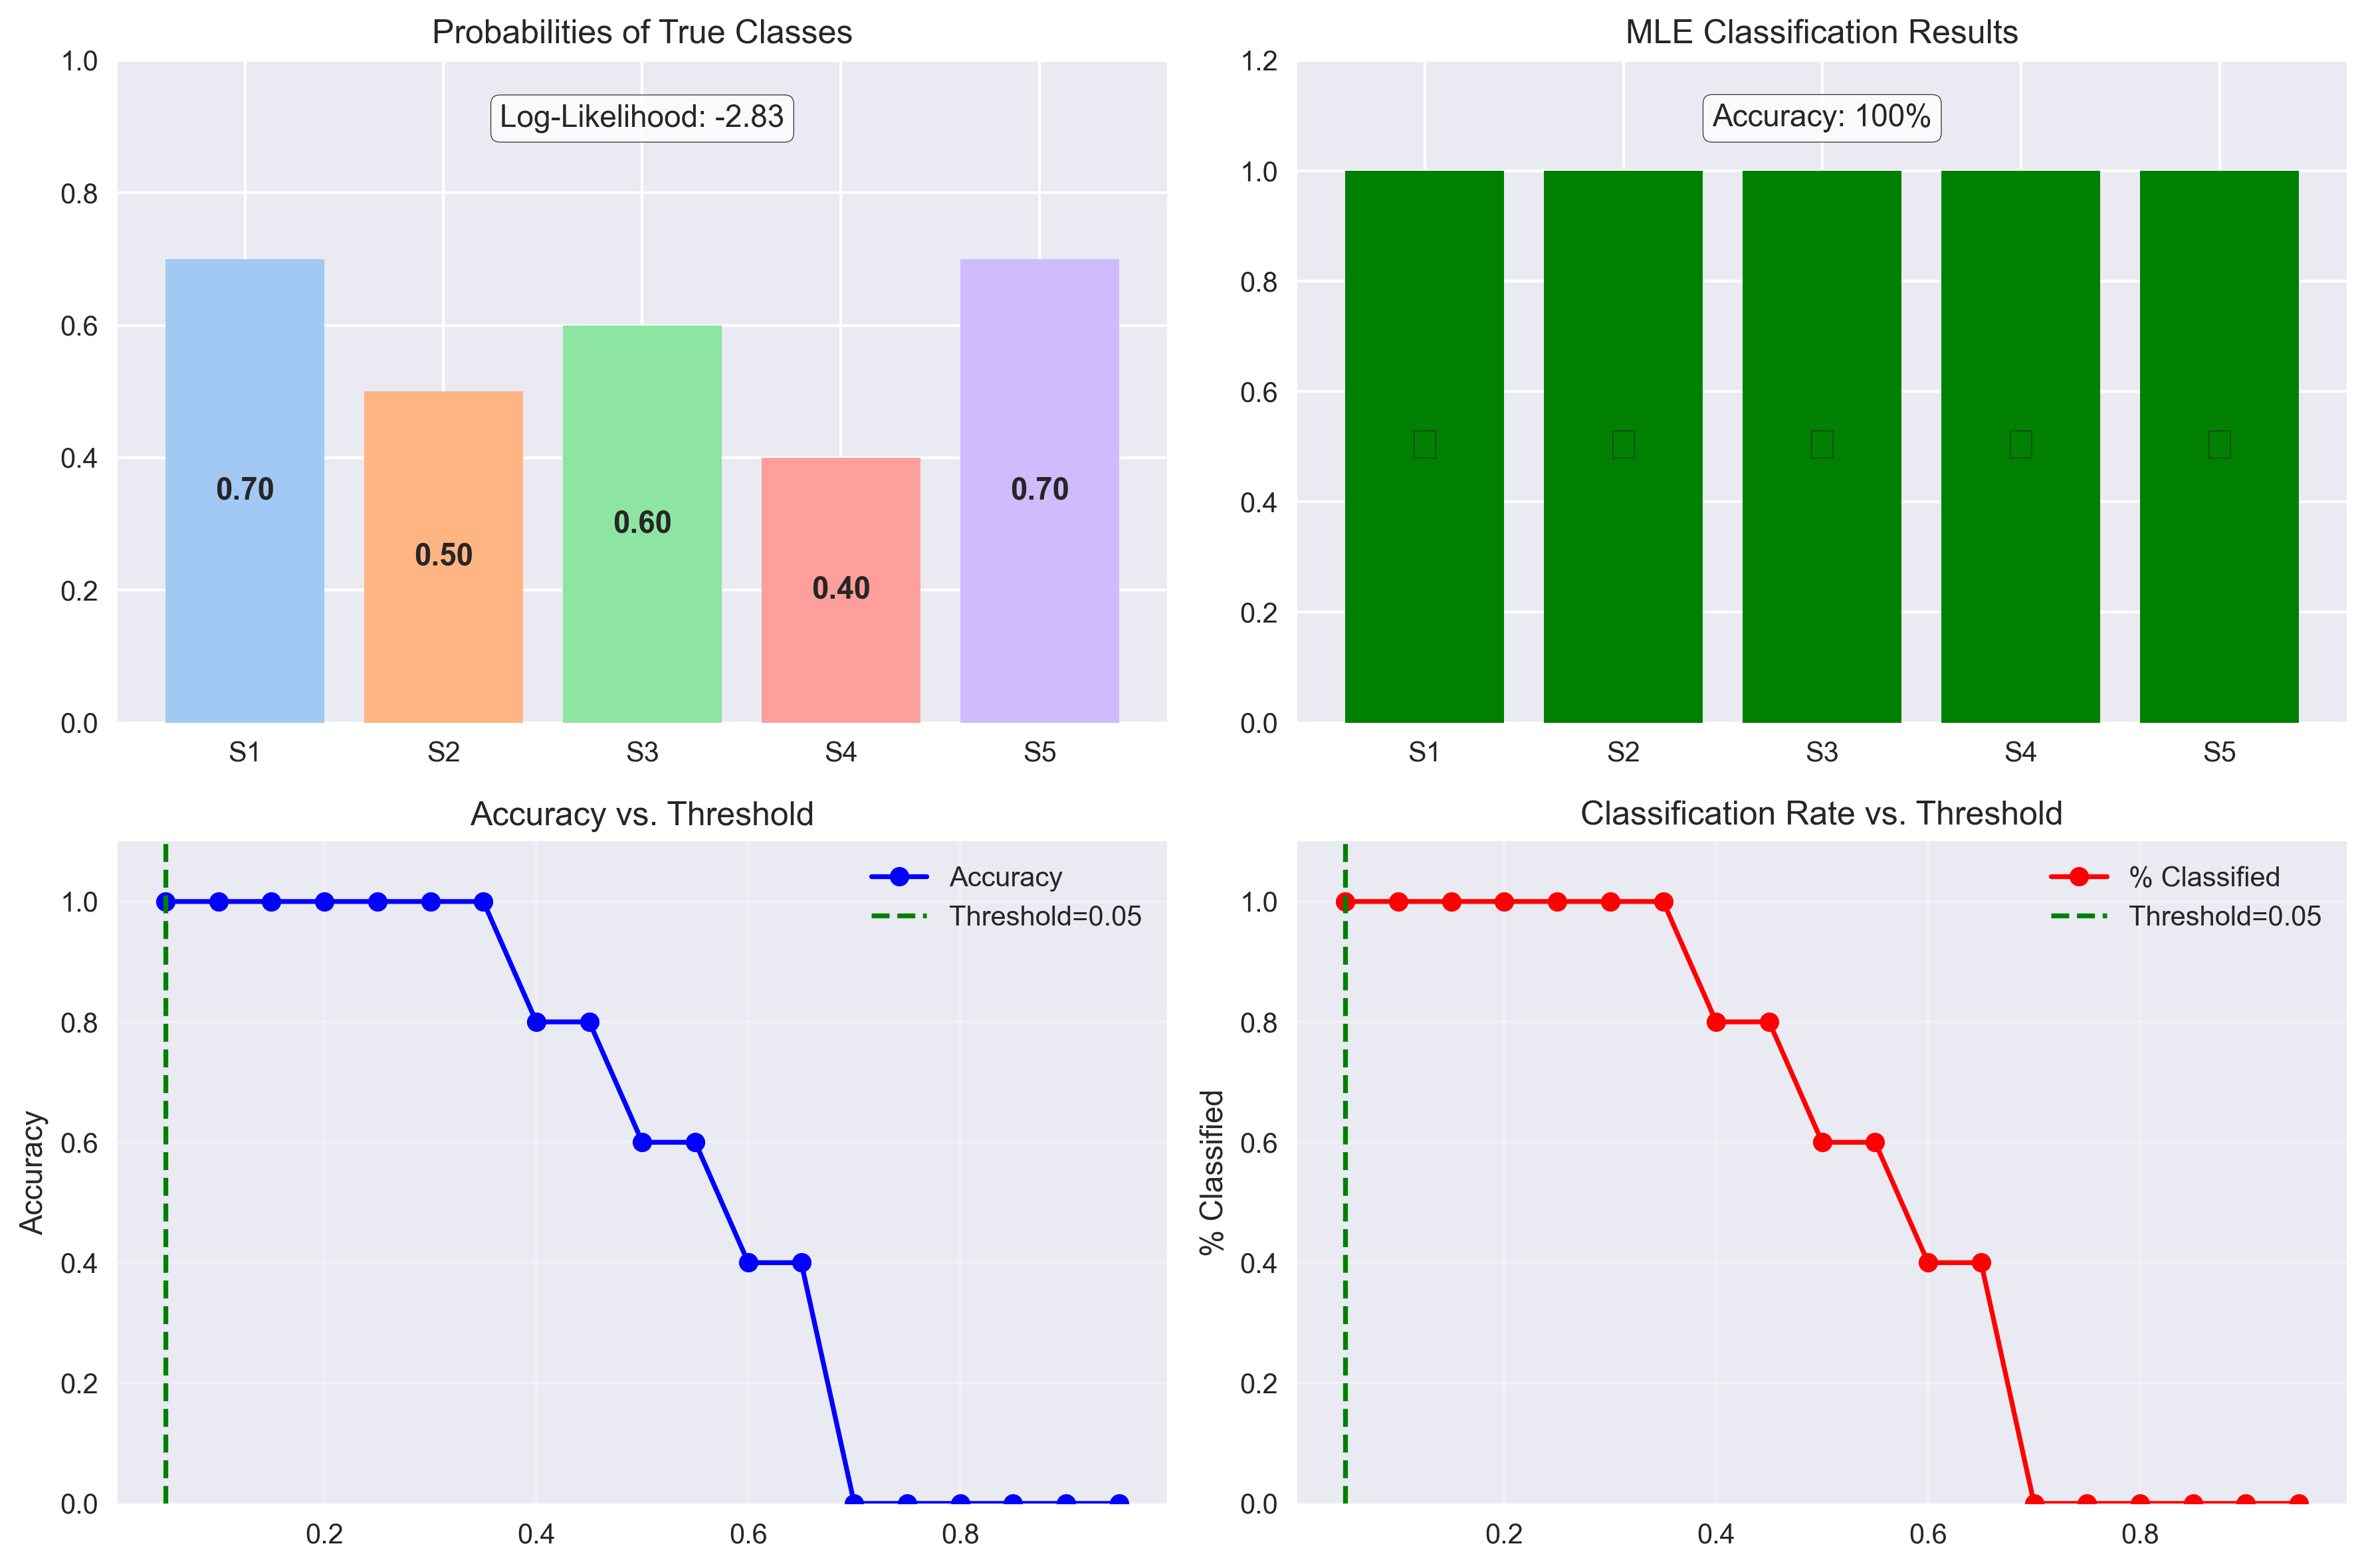 Probabilities of True Classes
1.0
0.8
0.6
0.4
0.2
0.0
Log-Likelihood: -2.83
0.70
0.50
0.60
0.40
0.70
S1
S2
S3
S4
S5
MLE Classification Results
1.2
1.0
0.8
0.6
0.4
0.2
0.0
Accuracy: 100%
S1
S2
S3
S4
S5
Accuracy vs. Threshold
Accuracy
1.0
0.8
0.6
0.4
0.2
0.0
Accuracy
Threshold=0.05
0.2
0.4
0.6
0.8
Classification Rate vs. Threshold
% Classified
1.0
0.8
0.6
0.4
0.2
0.0
% Classified
Threshold=0.05
0.2
0.4
0.6
0.8